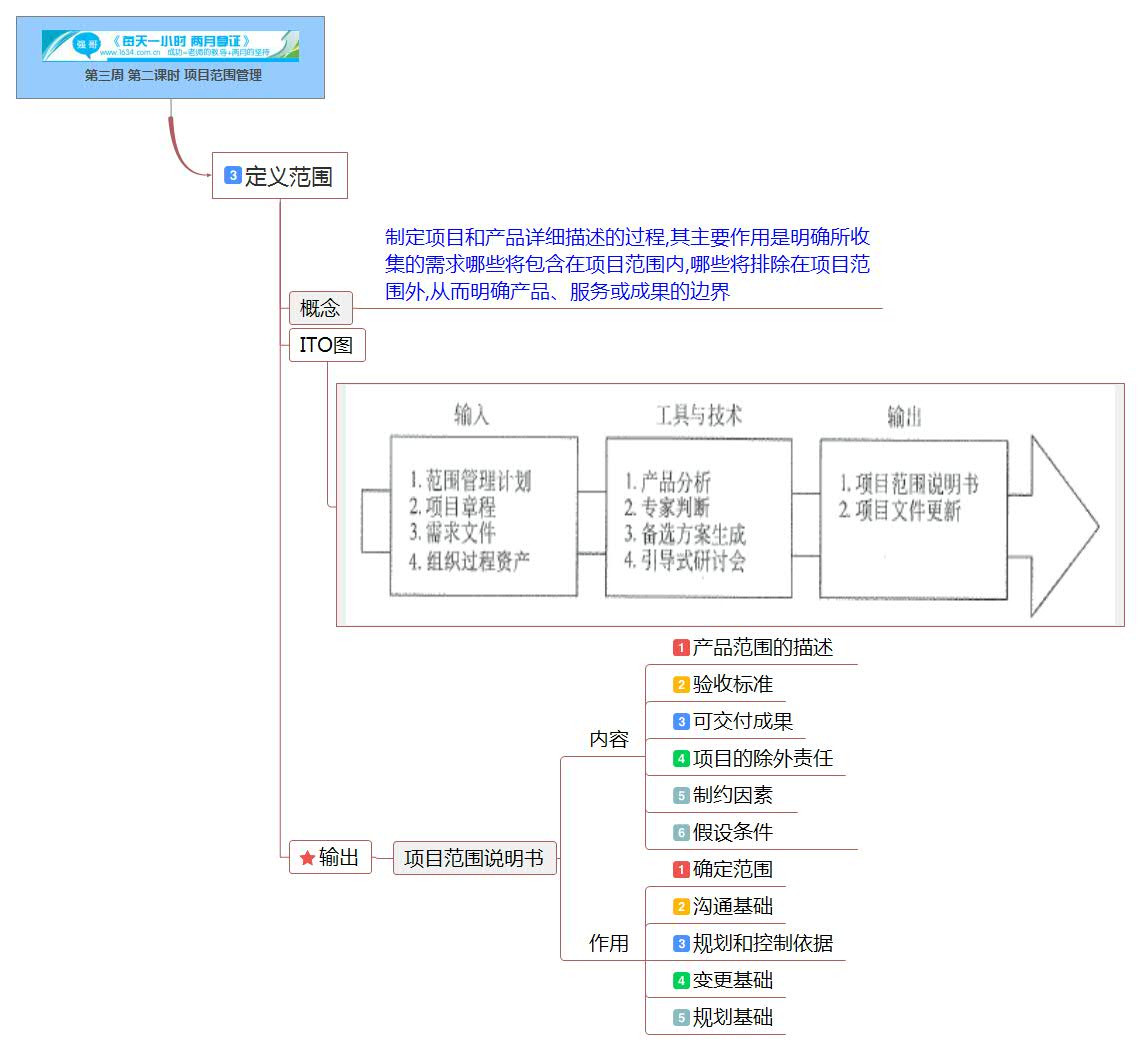 强哥
《每天一小时 两月拿证》
www.1634.com.cn 成功=老师的教导+两月的坚持
第三周 第二课时 项目范围管理
3 定义范围
制定项目和产品详细描述的过程,其主要作用是明确所收
集的需求哪些将包含在项目范围内,哪些将排除在项目范
围外,从而明确产品、服务或成果的边界
概念
ITO图
输入
1. 范围管理计划
2. 项目章程
3. 需求文件
4. 组织过程资产
工具与技术
1. 产品分析
2. 专家判断
3. 备选方案生成
4. 引导式研讨会
输出
1. 项目范围说明书
2. 项目文件更新
输出
项目范围说明书
内容
1 产品范围的描述
2 验收标准
3 可交付成果
4 项目的除外责任
5 制约因素
6 假设条件
作用
1 确定范围
2 沟通基础
3 规划和控制依据
4 变更基础
5 规划基础